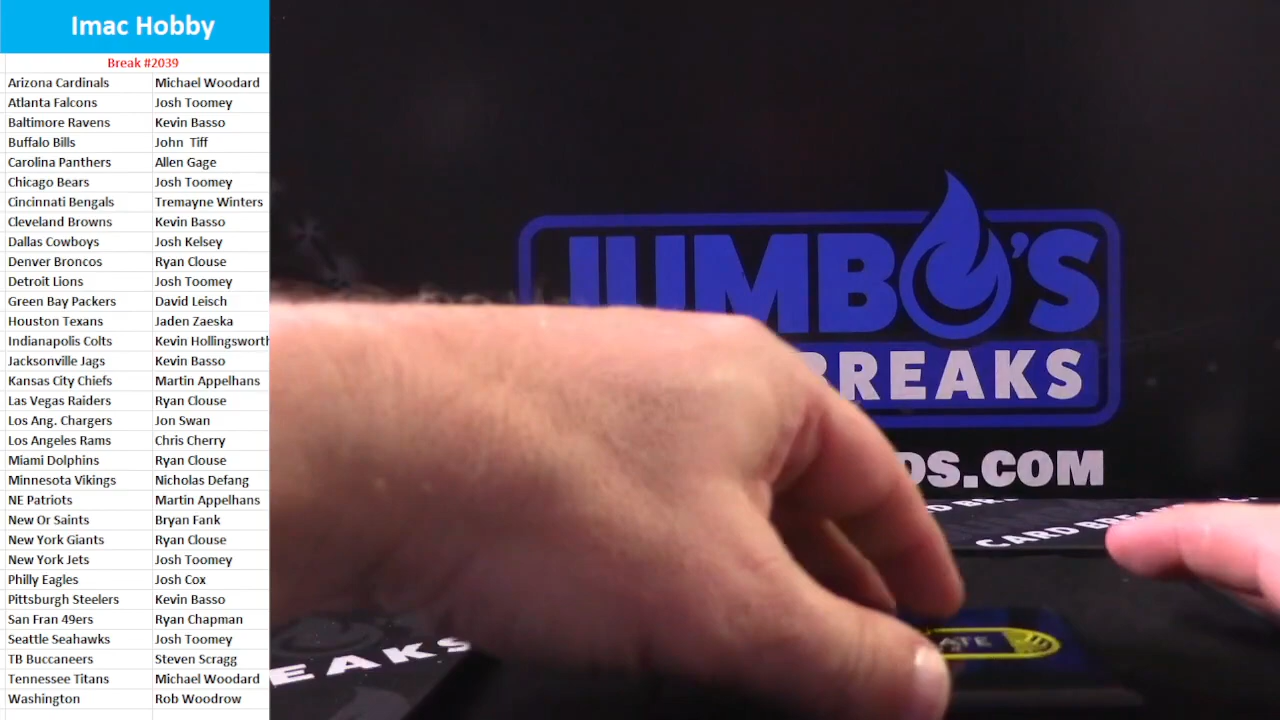 Imac Hobby
Break #2039
Arizona Cardinals Michael Woodard
Atlanta Falcons Josh Toomey
Baltimore Ravens Kevin Basso
Buffalo Bills John Tiff
Carolina Panthers Allen Gage
Chicago Bears Josh Toomey
Cincinnati Bengals Tremayne Winters
Cleveland Browns Kevin Basso
Dallas Cowboys Josh Kelsey
Denver Broncos Ryan Clouse
Detroit Lions Josh Toomey
Green Bay Packers David Leisch
Houston Texans Jaden Zaeska
Indianapolis Colts Kevin Hollingsworth
Jacksonville Jags Kevin Basso
Kansas City Chiefs Martin Appelhans
Las Vegas Raiders Ryan Clouse
Los Ang. Chargers Jon Swan
Los Angeles Rams Chris Cherry
Miami Dolphins Ryan Clouse
Minnesota Vikings Nicholas Defang
NE Patriots Martin Appelhans
New Or Saints Bryan Fank
New York Giants Ryan Clouse
New York Jets Josh Toomey
Philly Eagles Josh Cox
Pittsburgh Steelers Kevin Basso
San Fran 49ers Ryan Chapman
Seattle Seahawks Josh Toomey
TB Buccaneers Steven Scragg
Tennessee Titans Michael Woodard
Washington Rob Woodrow
JUMBO'S
BREAKS
DS.COM
CARD BREA
EAKS